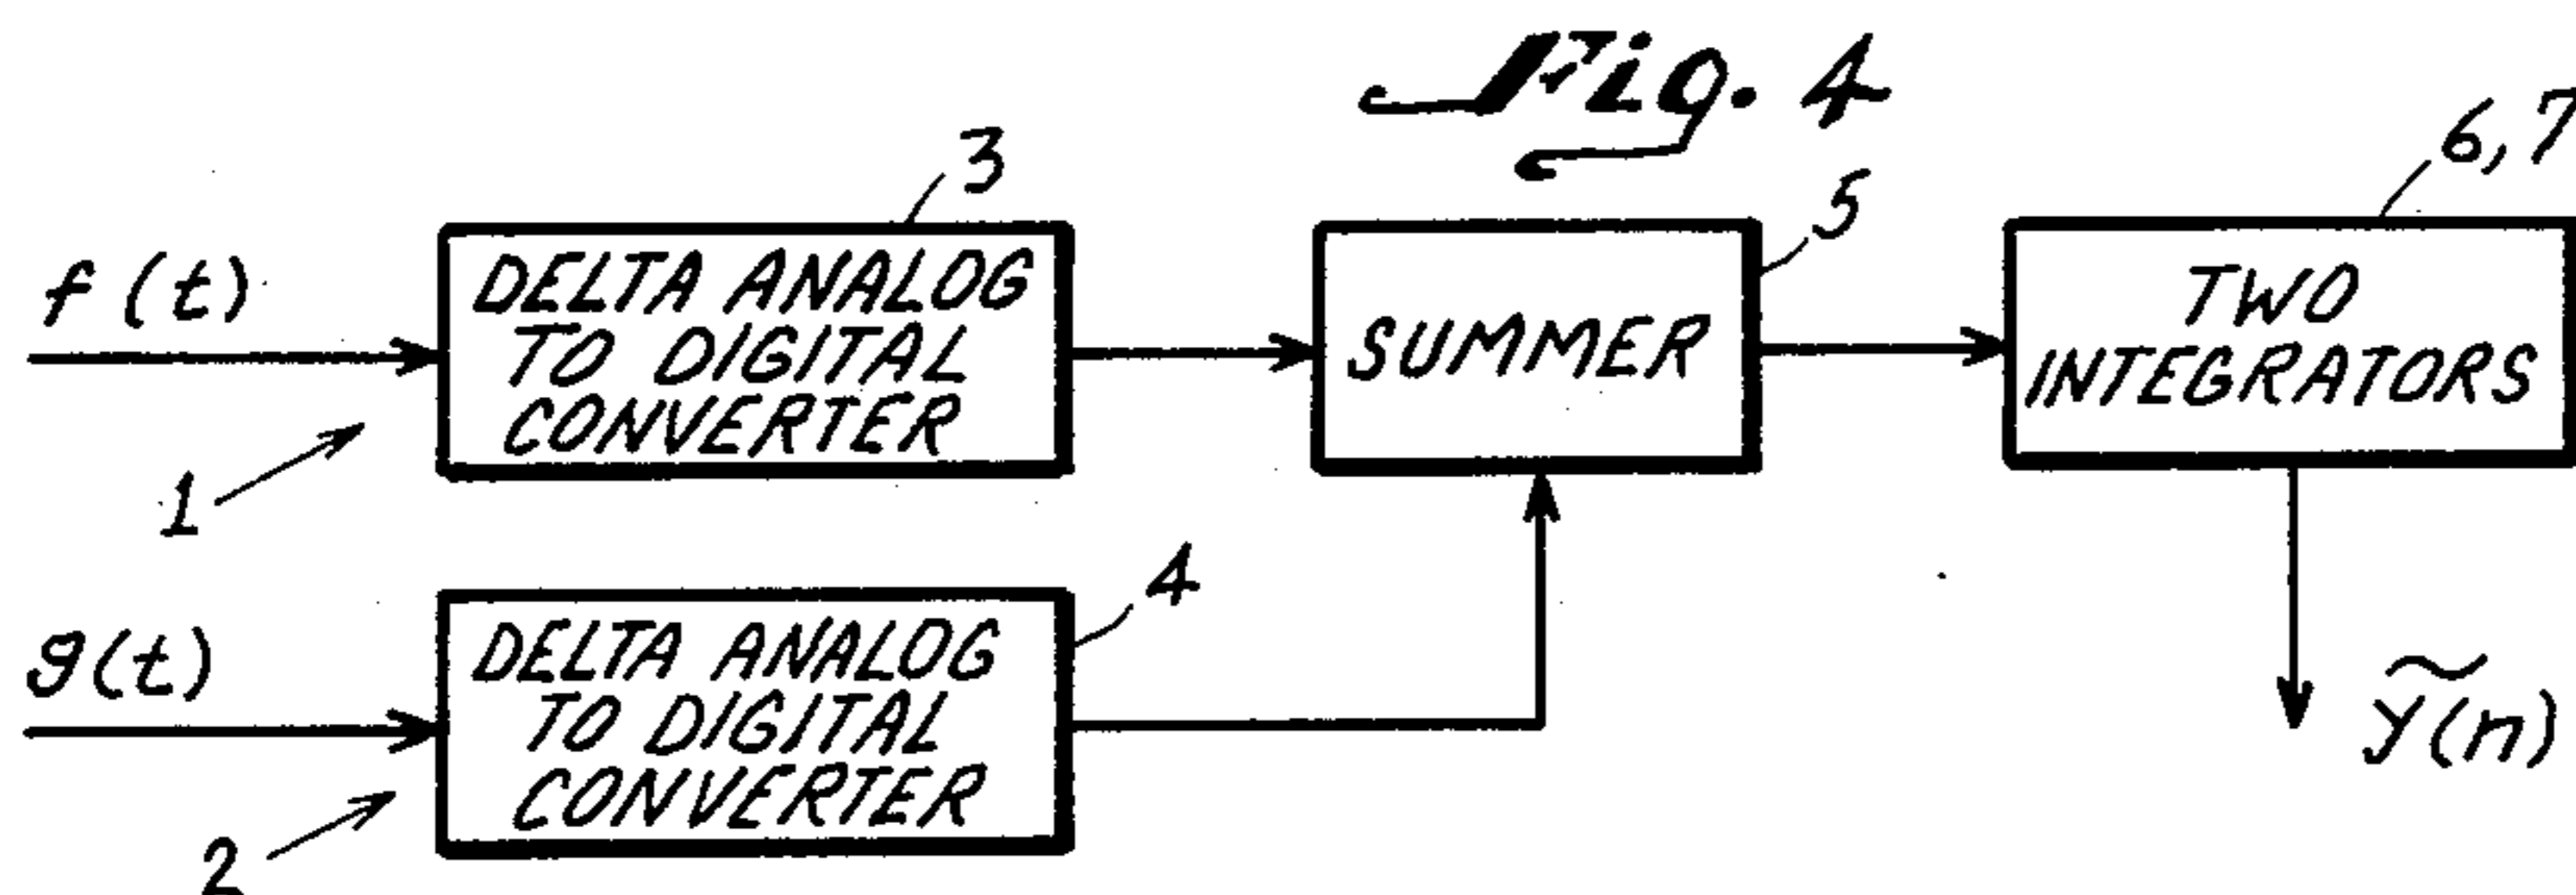 Fig. 4
3
5
6, 7
f(t)
DELTA ANALOG
TO DIGITAL
CONVERTER
SUMMER
TWO
INTEGRATORS
1
4
g(t)
DELTA ANALOG
TO DIGITAL
CONVERTER
ỹ(n)
2